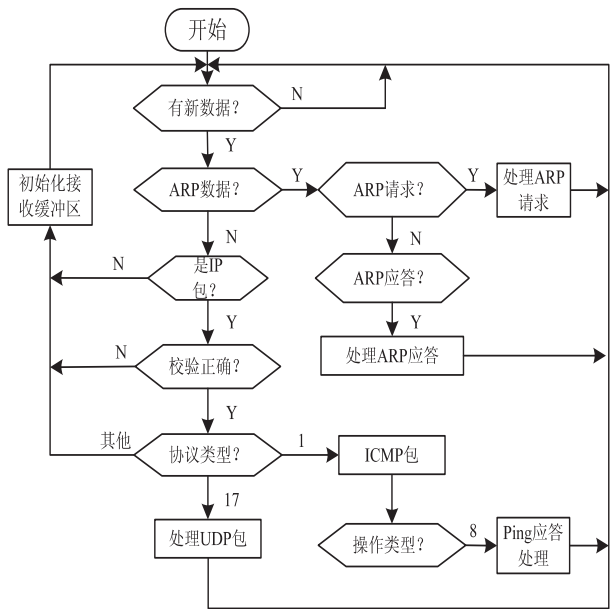 开始
有新数据?
N
Y
初始化接
收缓冲区
ARP数据?
Y
ARP请求?
Y
处理ARP
请求
N
N
是IP
包?
N
ARP应答?
Y
Y
N
校验正确?
处理ARP应答
Y
其他
协议类型?
1
ICMP包
17
处理UDP包
操作类型?
8
Ping应答
处理